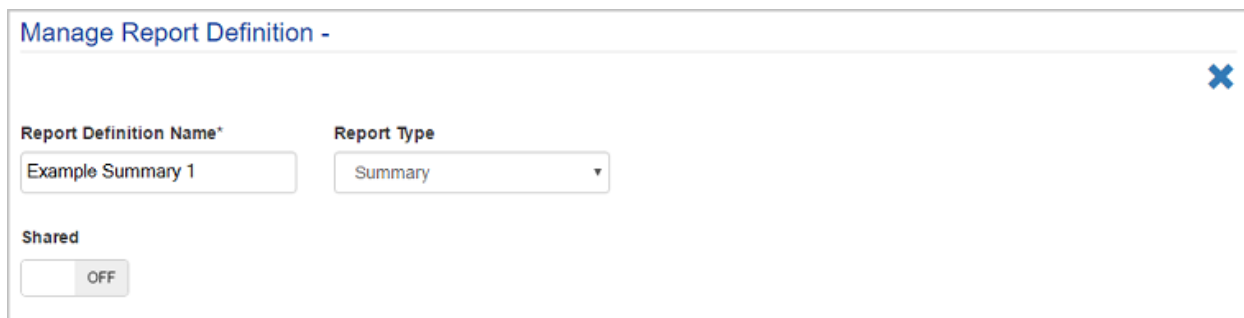 Manage Report Definition -
Report Definition Name* Report Type
Example Summary 1 Summary
Shared
OFF